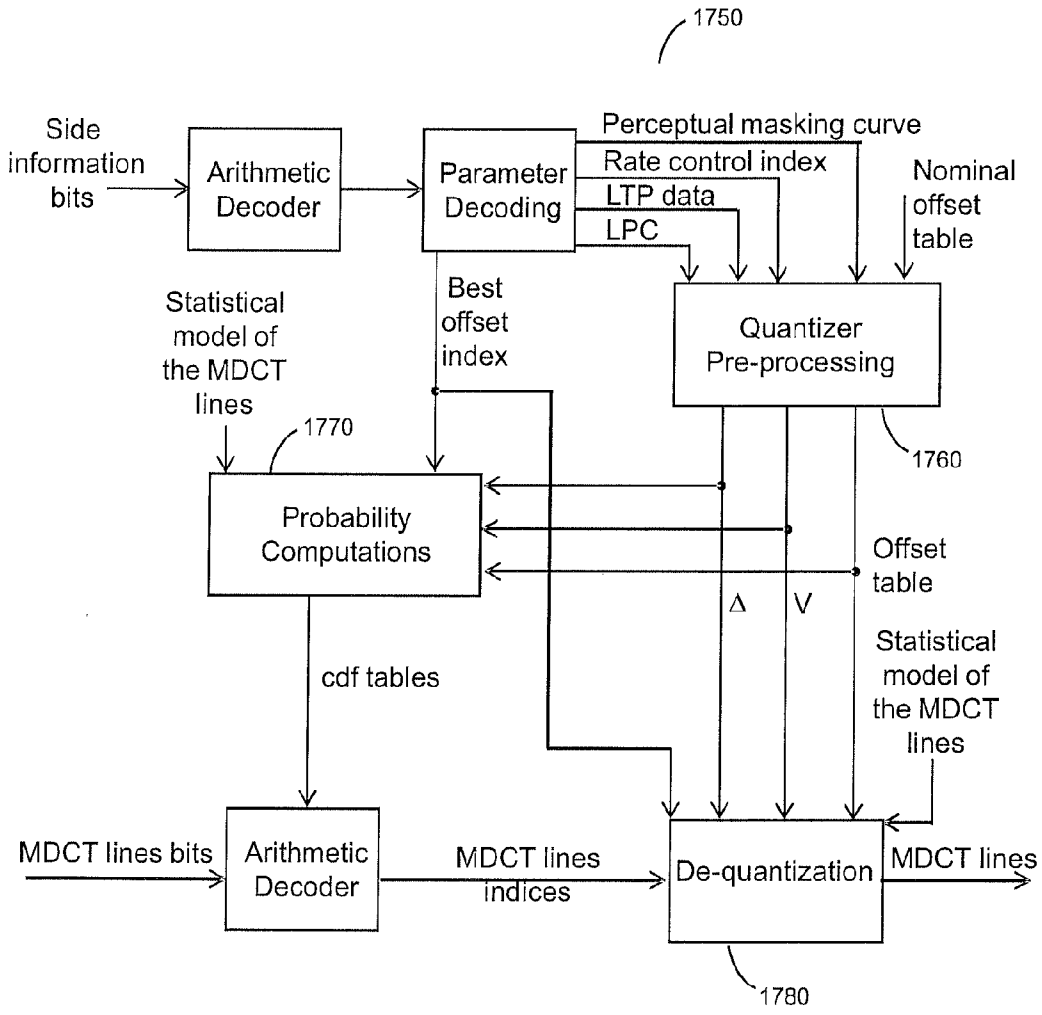 1750
Side
information
bits
Arithmetic
Decoder
Parameter
Decoding
Perceptual masking curve
Rate control index
LTP data
LPC
Nominal
offset
table
Statistical
model of
the MDCT
lines
Best
offset
index
Quantizer
Pre-processing
1760
1770
Probability
Computations
Offset
table
Δ
V
Statistical
model of
the MDCT
lines
cdf tables
MDCT lines bits
Arithmetic
Decoder
MDCT lines
indices
De-quantization
MDCT lines
1780